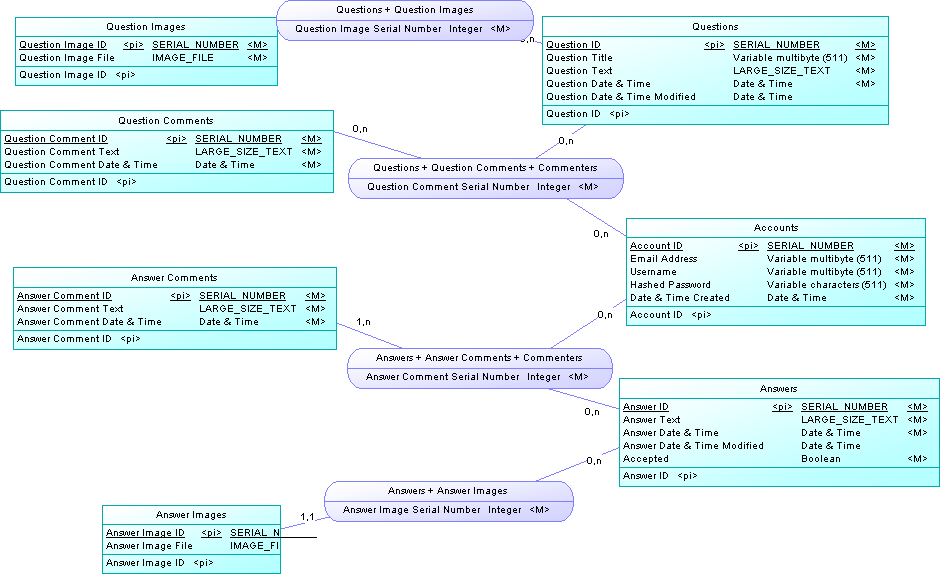 Question Images
Question Image ID <pi> SERIAL_NUMBER <M>
Question Image File IMAGE_FILE <M>
Question Image ID <pi>
Questions + Question Images
Question Image Serial Number Integer <M>
0,n
Questions
Question ID <pi> SERIAL_NUMBER <M>
Question Title Variable multibyte (511) <M>
Question Text LARGE_SIZE_TEXT <M>
Question Date & Time Date & Time <M>
Question Date & Time Modified Date & Time
Question ID <pi>
Question Comments
Question Comment ID <pi> SERIAL_NUMBER <M>
Question Comment Text LARGE_SIZE_TEXT <M>
Question Comment Date & Time Date & Time <M>
Question Comment ID <pi>
0,n
0,n
Questions + Question Comments + Commenters
Question Comment Serial Number Integer <M>
0,n
Accounts
Account ID <pi> SERIAL_NUMBER <M>
Email Address Variable multibyte (511) <M>
Username Variable multibyte (511) <M>
Hashed Password Variable characters (511) <M>
Date & Time Created Date & Time <M>
Account ID <pi>
Answer Comments
Answer Comment ID <pi> SERIAL_NUMBER <M>
Answer Comment Text LARGE_SIZE_TEXT <M>
Answer Comment Date & Time Date & Time <M>
Answer Comment ID <pi>
1,n
0,n
Answers + Answer Comments + Commenters
Answer Comment Serial Number Integer <M>
0,n
Answers
Answer ID <pi> SERIAL_NUMBER <M>
Answer Text LARGE_SIZE_TEXT <M>
Answer Date & Time Date & Time <M>
Answer Date & Time Modified Date & Time
Accepted Boolean <M>
Answer ID <pi>
0,n
Answers + Answer Images
Answer Image Serial Number Integer <M>
1,1
Answer Images
Answer Image ID <pi> SERIAL_N
Answer Image File IMAGE_FI
Answer Image ID <pi>